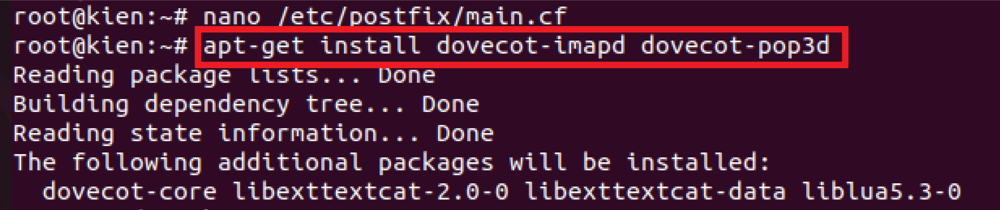 root@kien:~# nano /etc/postfix/main.cf
root@kien:~# apt-get install dovecot-imapd dovecot-pop3d
Reading package lists... Done
Building dependency tree... Done
Reading state information... Done
The following additional packages will be installed:
  dovecot-core libexttextcat-2.0-0 libexttextcat-data liblua5.3-0